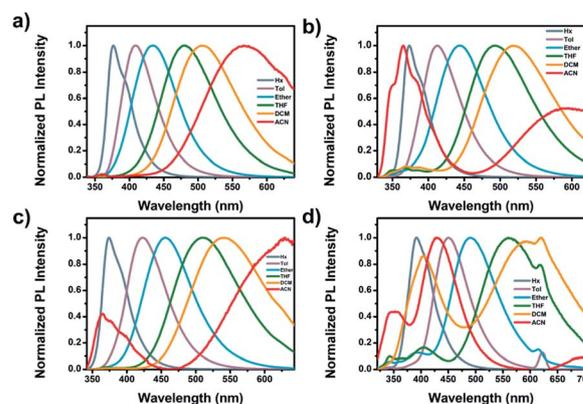 a)
Normalized PL Intensity
1.0
0.8
0.6
0.4
0.2
0.0
350 400 450 500 550 600
Wavelength (nm)
Hx
Tol
Ether
THF
DCM
ACN
b)
Normalized PL Intensity
1.0
0.8
0.6
0.4
0.2
0.0
350 400 450 500 550 600
Wavelength (nm)
Hx
Tol
Ether
THF
DCM
ACN
c)
Normalized PL Intensity
1.0
0.8
0.6
0.4
0.2
0.0
350 400 450 500 550 600
Wavelength (nm)
Hx
Tol
Ether
THF
DCM
ACN
d)
Normalized PL Intensity
1.0
0.8
0.6
0.4
0.2
0.0
350 400 450 500 550 600 650 700
Wavelength (nm)
Hx
Tol
Ether
THF
DCM
ACN